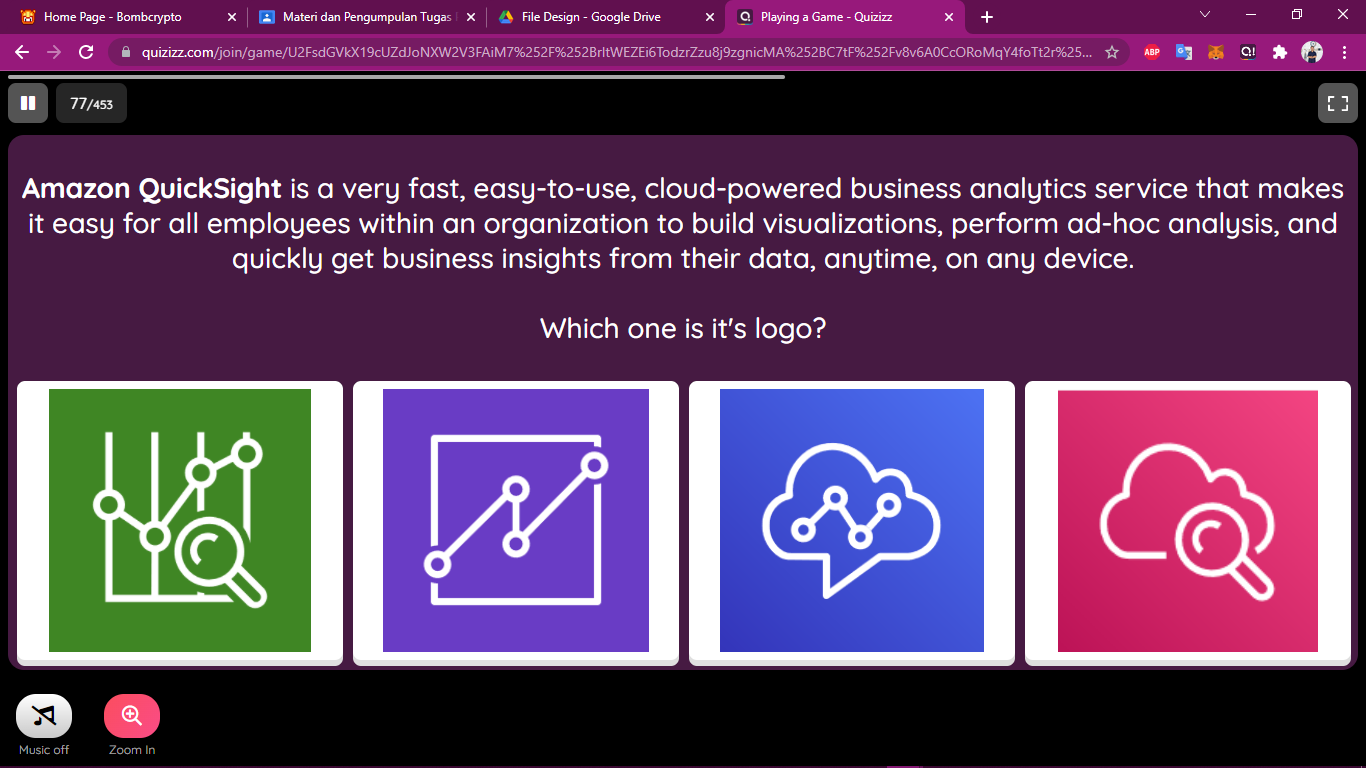 Home Page - Bombcrypto
Materi dan Pengumpulan Tugas
File Design - Google Drive
Playing a Game - Quizizz
quizizz.com/join/game/U2FsdGVkX19cUZdJoNXW2V3FAiM7%252F%252BrItWEZEi6TodzrZzu8j9zgnicMA%252BC7tF%252Fv8v6A0CcORoMqY4foTt2r%25...
ABP
77/453
Amazon QuickSight is a very fast, easy-to-use, cloud-powered business analytics service that makes
it easy for all employees within an organization to build visualizations, perform ad-hoc analysis, and
quickly get business insights from their data, anytime, on any device.
Which one is it's logo?
Music off
Zoom In